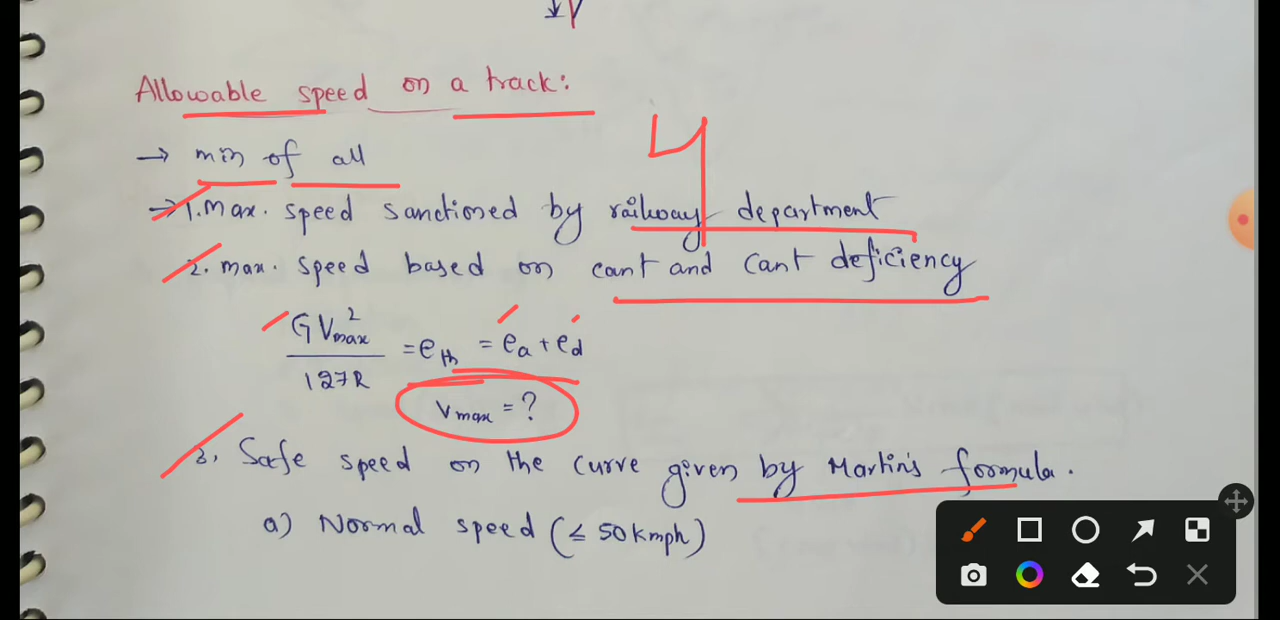 Allowable speed on a track:
→ min of all
→ 1. Max. speed sanctioned by railway department
4
2. max. speed based on cant and cant deficiency
GVmax²/127R = eth = ea + ed
Vmax = ?
3. Safe speed on the curve given by Martin's formula.
a) Normal speed (≤ 50kmph)